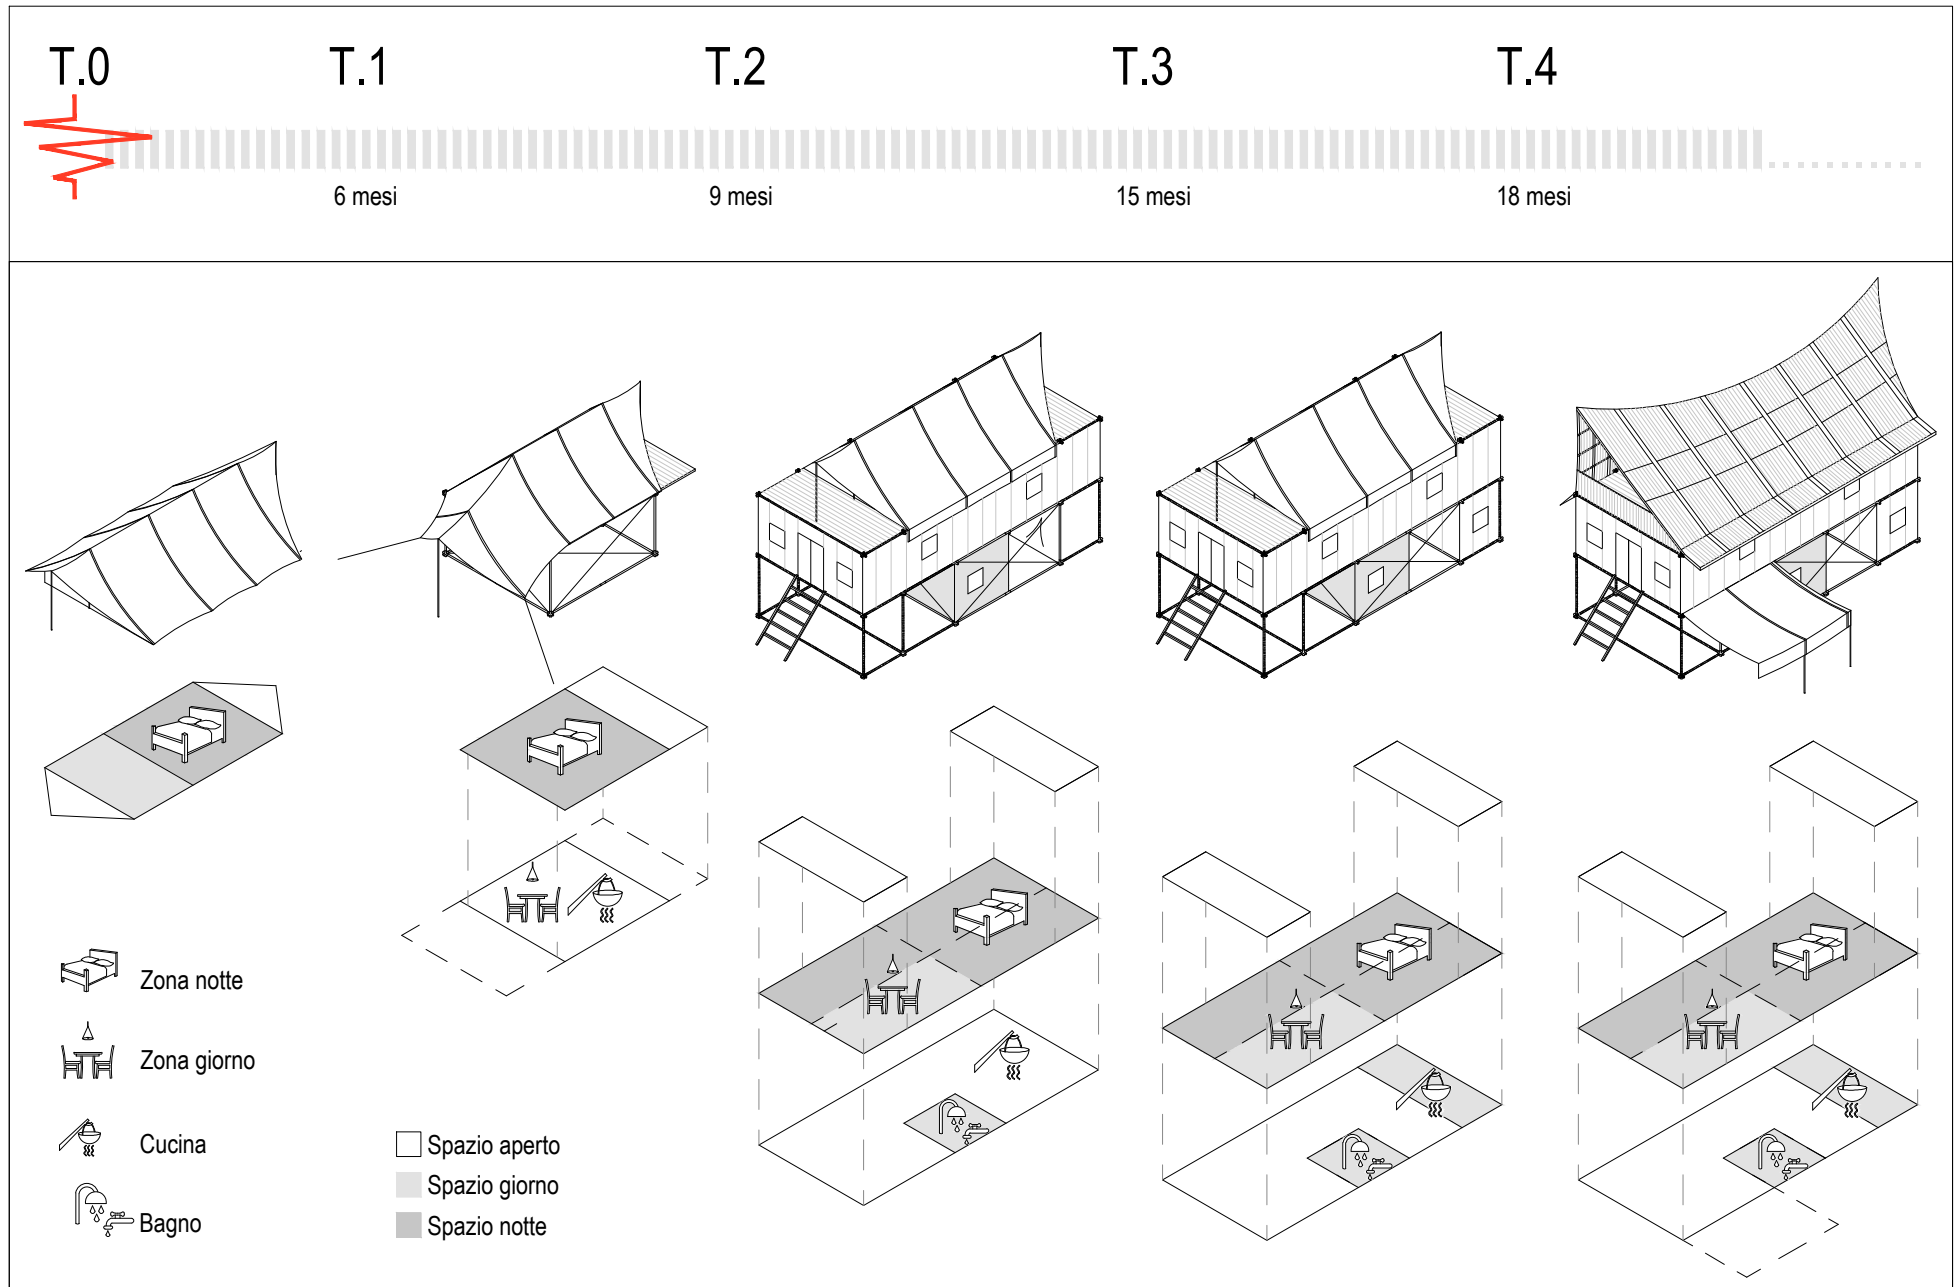 T.0 T.1 T.2 T.3 T.4
6 mesi 9 mesi 15 mesi 18 mesi
Zona notte
Zona giorno
Cucina
Bagno
Spazio aperto
Spazio giorno
Spazio notte